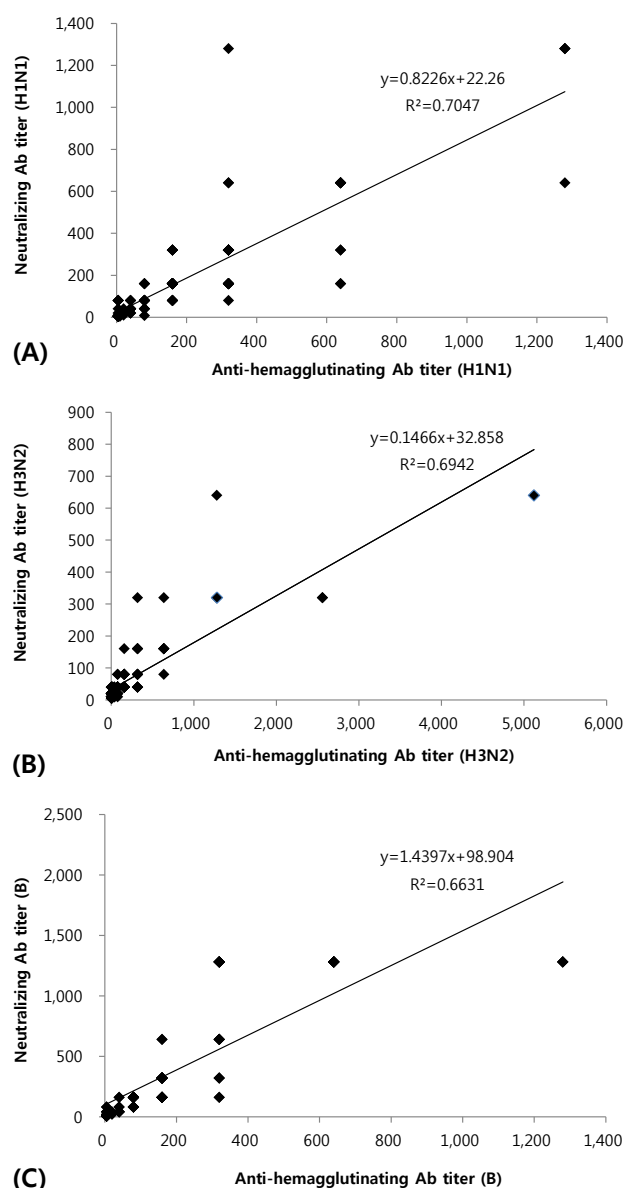 1,400
1,200
1,000
800
600
400
200
0
Neutralizing Ab titer (H1N1)
y=0.8226x+22.26
R²=0.7047
0 200 400 600 800 1,000 1,200 1,400
(A)
Anti-hemagglutinating Ab titer (H1N1)
900
800
700
600
500
400
300
200
100
0
Neutralizing Ab titer (H3N2)
y=0.1466x+32.858
R²=0.6942
0 1,000 2,000 3,000 4,000 5,000 6,000
(B)
Anti-hemagglutinating Ab titer (H3N2)
2,500
2,000
1,500
1,000
500
0
Neutralizing Ab titer (B)
y=1.4397x+98.904
R²=0.6631
0 200 400 600 800 1,000 1,200 1,400
(C)
Anti-hemagglutinating Ab titer (B)